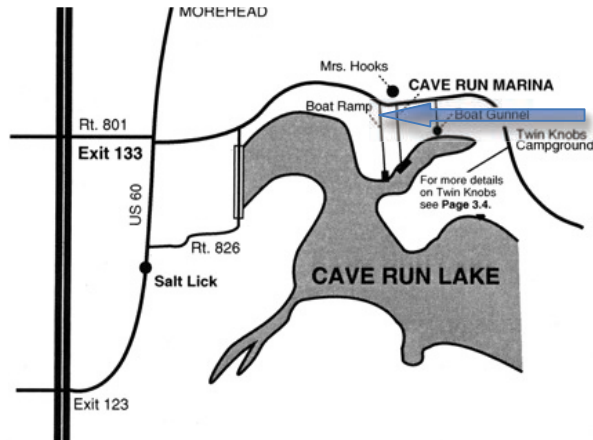 MOREHEAD
Mrs. Hooks
CAVE RUN MARINA
Boat Ramp
Boat Gunnel
Rt. 801
Exit 133
Twin Knobs
Campground
For more details
on Twin Knobs
see Page 3.4.
US 60
Rt. 826
Salt Lick
CAVE RUN LAKE
Exit 123